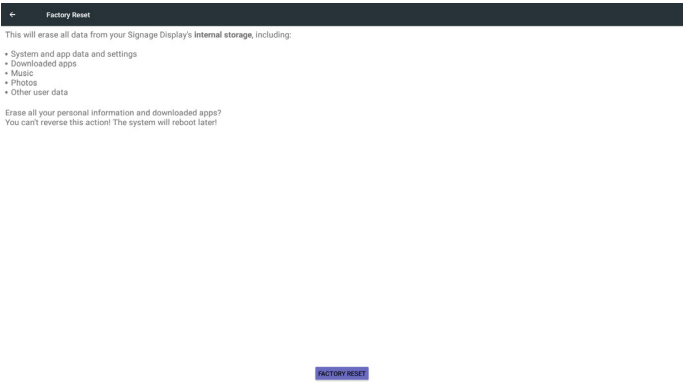 Factory Reset
This will erase all data from your Signage Display's internal storage, including:
• System and app data and settings
• Downloaded apps
• Music
• Photos
• Other user data
Erase all your personal information and downloaded apps?
You can't reverse this action! The system will reboot later!
FACTORY RESET